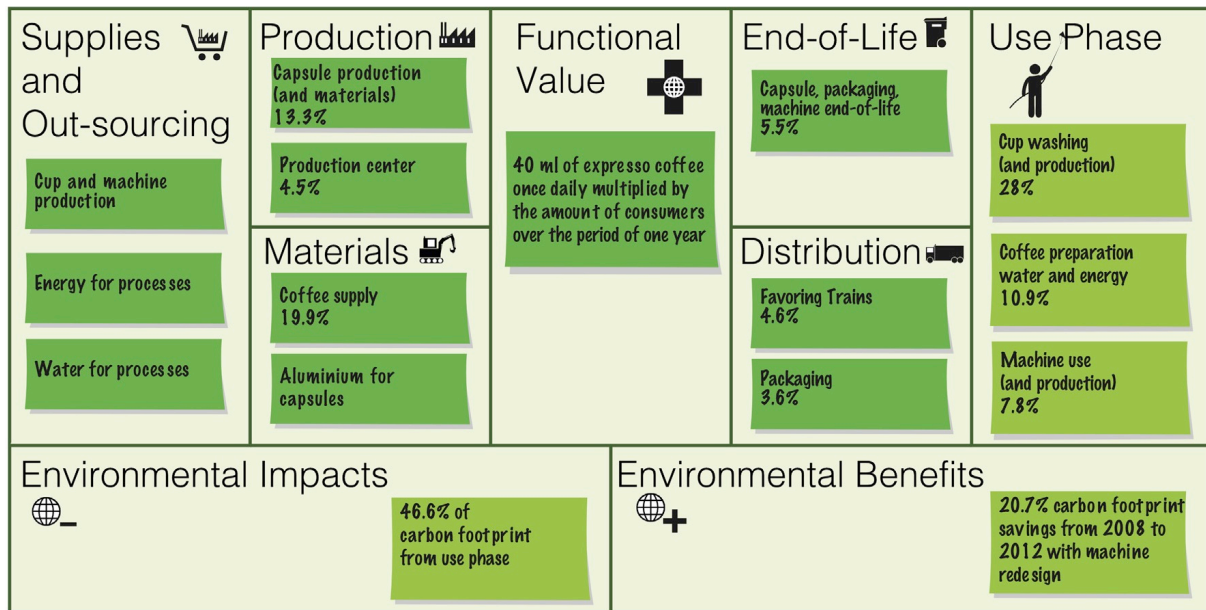 Supplies
and
Out-sourcing
Cup and machine
production
Energy for processes
Water for processes
Production
Capsule production
(and materials)
13.3%
Production center
4.5%
Materials
Coffee supply
19.9%
Aluminium for
capsules
Functional
Value
40 ml of expresso coffee
once daily multiplied by
the amount of consumers
over the period of one year
End-of-Life
Capsule, packaging,
machine end-of-life
5.5%
Distribution
Favoring Trains
4.6%
Packaging
3.6%
Use Phase
Cup washing
(and production)
28%
Coffee preparation
water and energy
10.9%
Machine use
(and production)
7.8%
Environmental Impacts
46.6% of
carbon footprint
from use phase
Environmental Benefits
20.7% carbon footprint
savings from 2008 to
2012 with machine
redesign